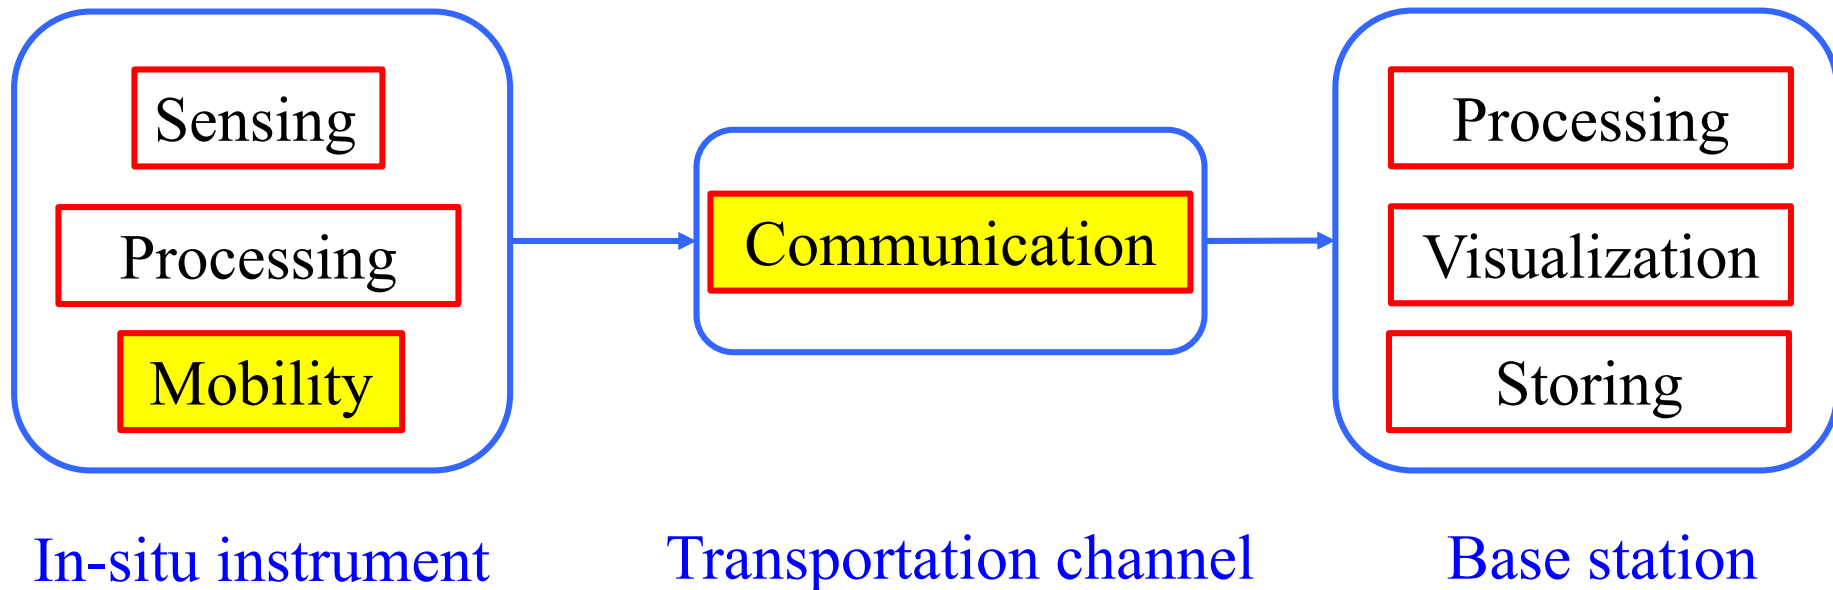 Sensing
Processing
Mobility
In-situ instrument
Communication
Transportation channel
Processing
Visualization
Storing
Base station